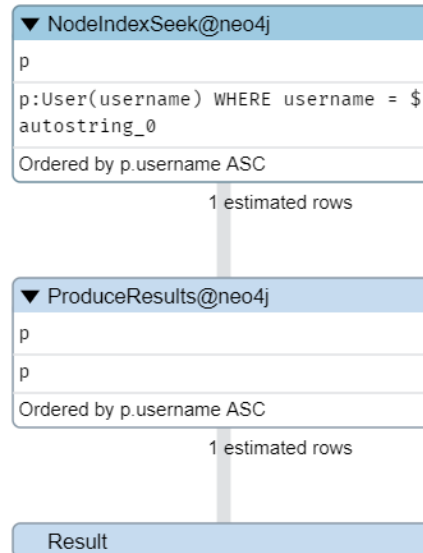 ▼ NodeIndexSeek@neo4j
p
p:User(username) WHERE username = $
autostring_0
Ordered by p.username ASC
1 estimated rows
▼ ProduceResults@neo4j
p
p
Ordered by p.username ASC
1 estimated rows
Result